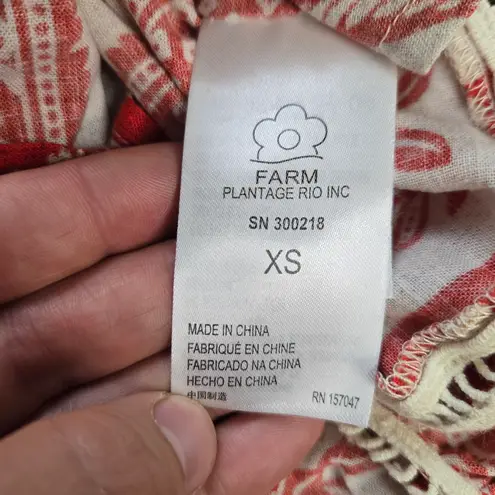 FARM
PLANTAGE RIO INC
SN 300218
XS
MADE IN CHINA
FABRIQUÉ EN CHINE
FABRICADO NA CHINA
HECHO EN CHINA
中国制造
RN 157047